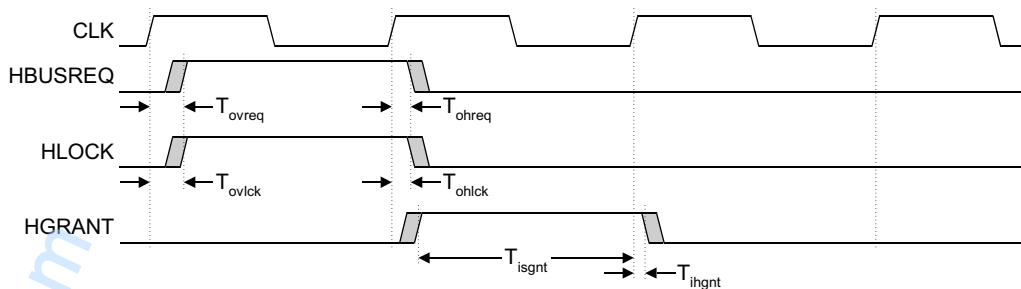 CLK
HBUSREQ
Tovreq
Tohreq
HLOCK
Tovlck
Tohlck
HGRANT
Tisgnt
Tihgnt
m